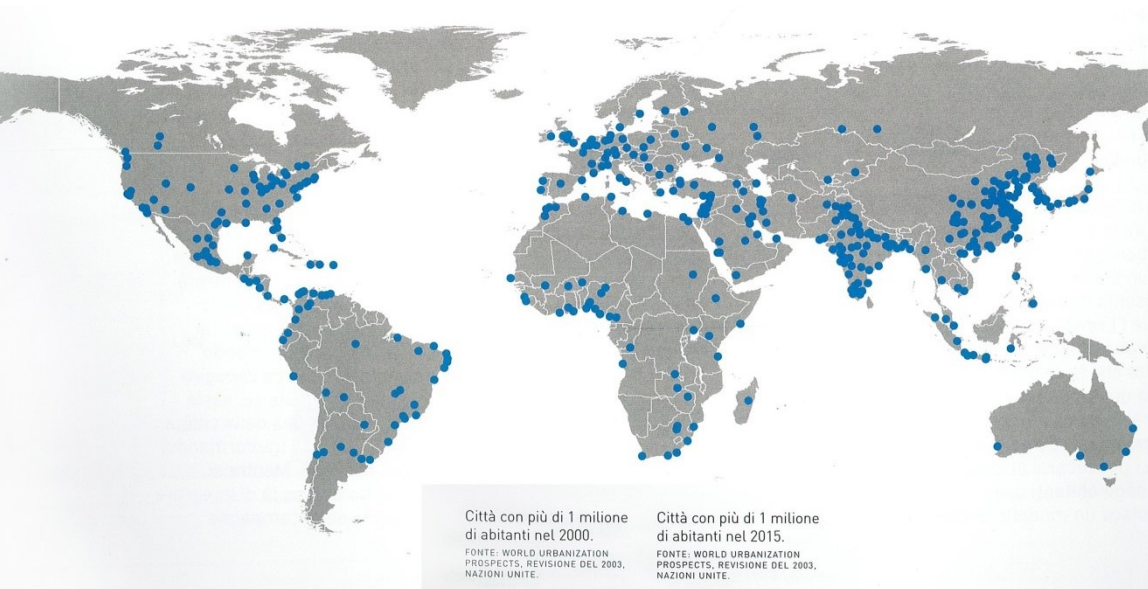 Città con più di 1 milione
di abitanti nel 2000.
FONTE: WORLD URBANIZATION
PROSPECTS, REVISIONE DEL 2003,
NAZIONI UNITE.
Città con più di 1 milione
di abitanti nel 2015.
FONTE: WORLD URBANIZATION
PROSPECTS, REVISIONE DEL 2003,
NAZIONI UNITE.